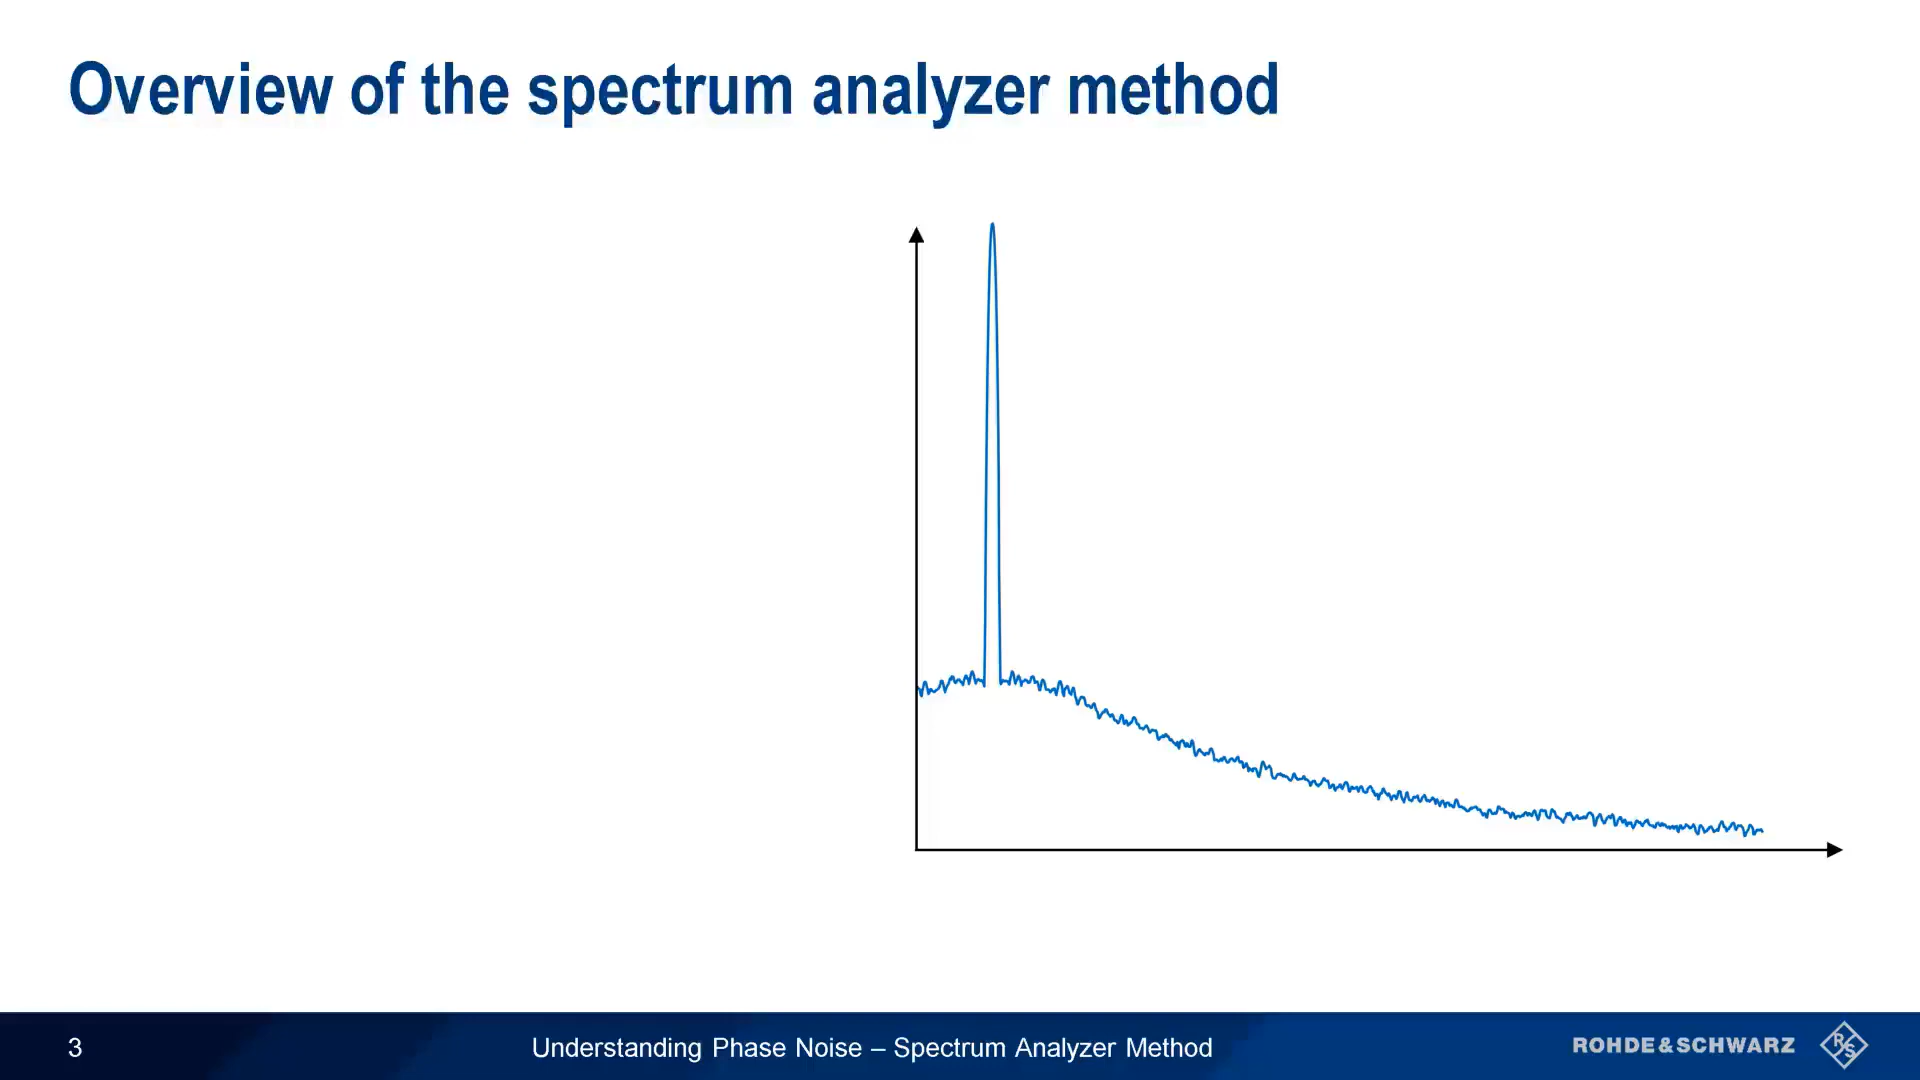 Overview of the spectrum analyzer method
3
Understanding Phase Noise – Spectrum Analyzer Method
ROHDE&SCHWARZ
R&S